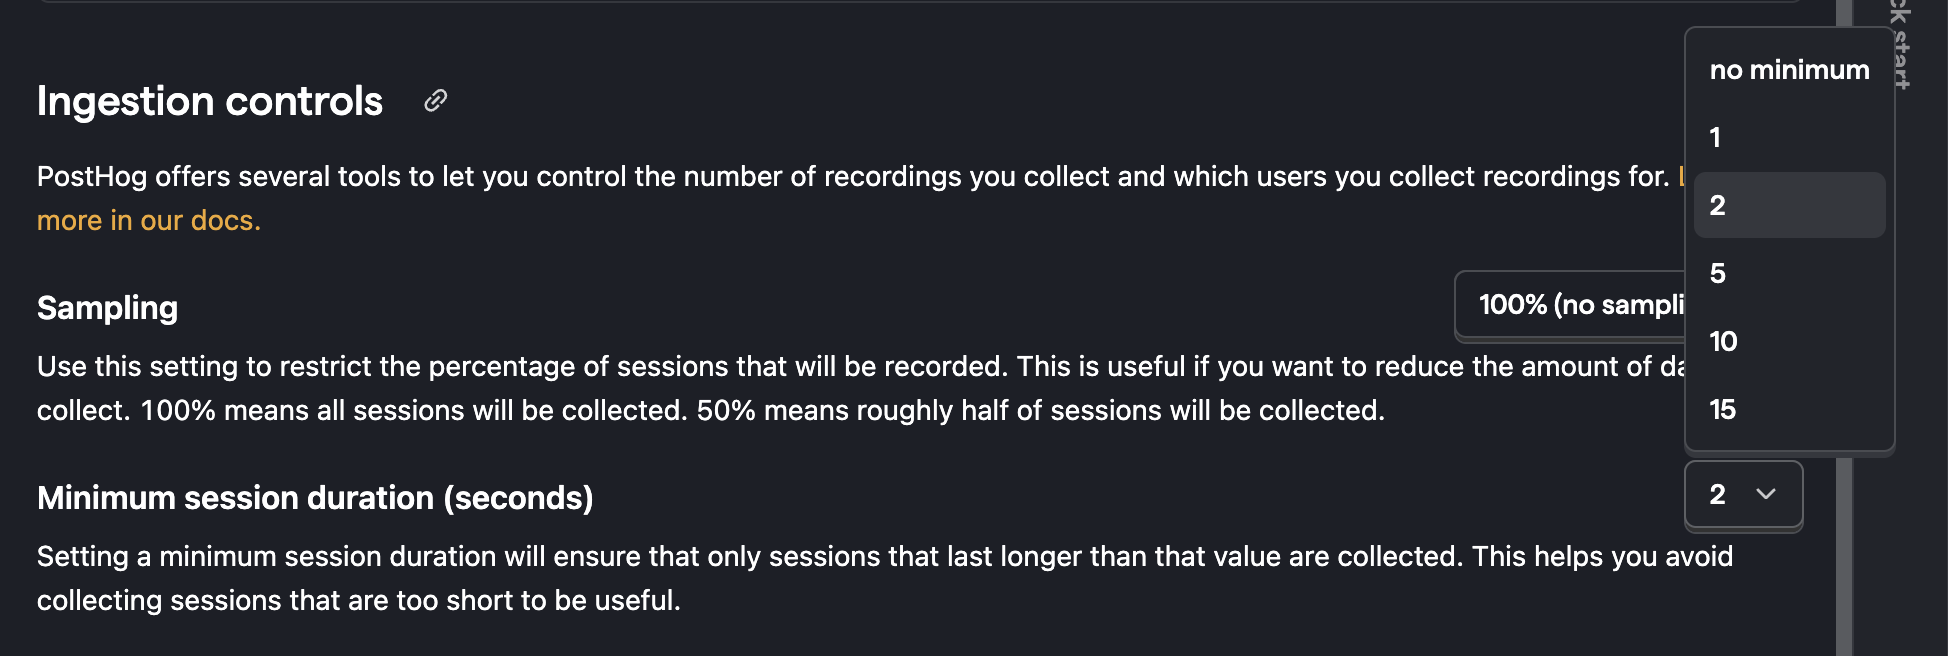 Ingestion controls
PostHog offers several tools to let you control the number of recordings you collect and which users you collect recordings for.
more in our docs.
Sampling
100% (no
Use this setting to restrict the percentage of sessions that will be recorded. This is useful if you want to reduce the amount of
collect. 100% means all sessions will be collected. 50% means roughly half of sessions will be collected.
Minimum session duration (seconds)
2
Setting a minimum session duration will ensure that only sessions that last longer than that value are collected. This helps you avoid
collecting sessions that are too short to be useful.
no minimum
1
2
5
10
15
start